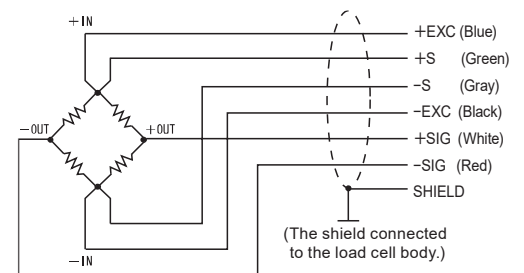 +IN
+EXC (Blue)
+S (Green)
-S (Gray)
-EXC (Black)
-OUT
+OUT
+SIG (White)
-SIG (Red)
SHIELD
(The shield connected
to the load cell body.)
-IN